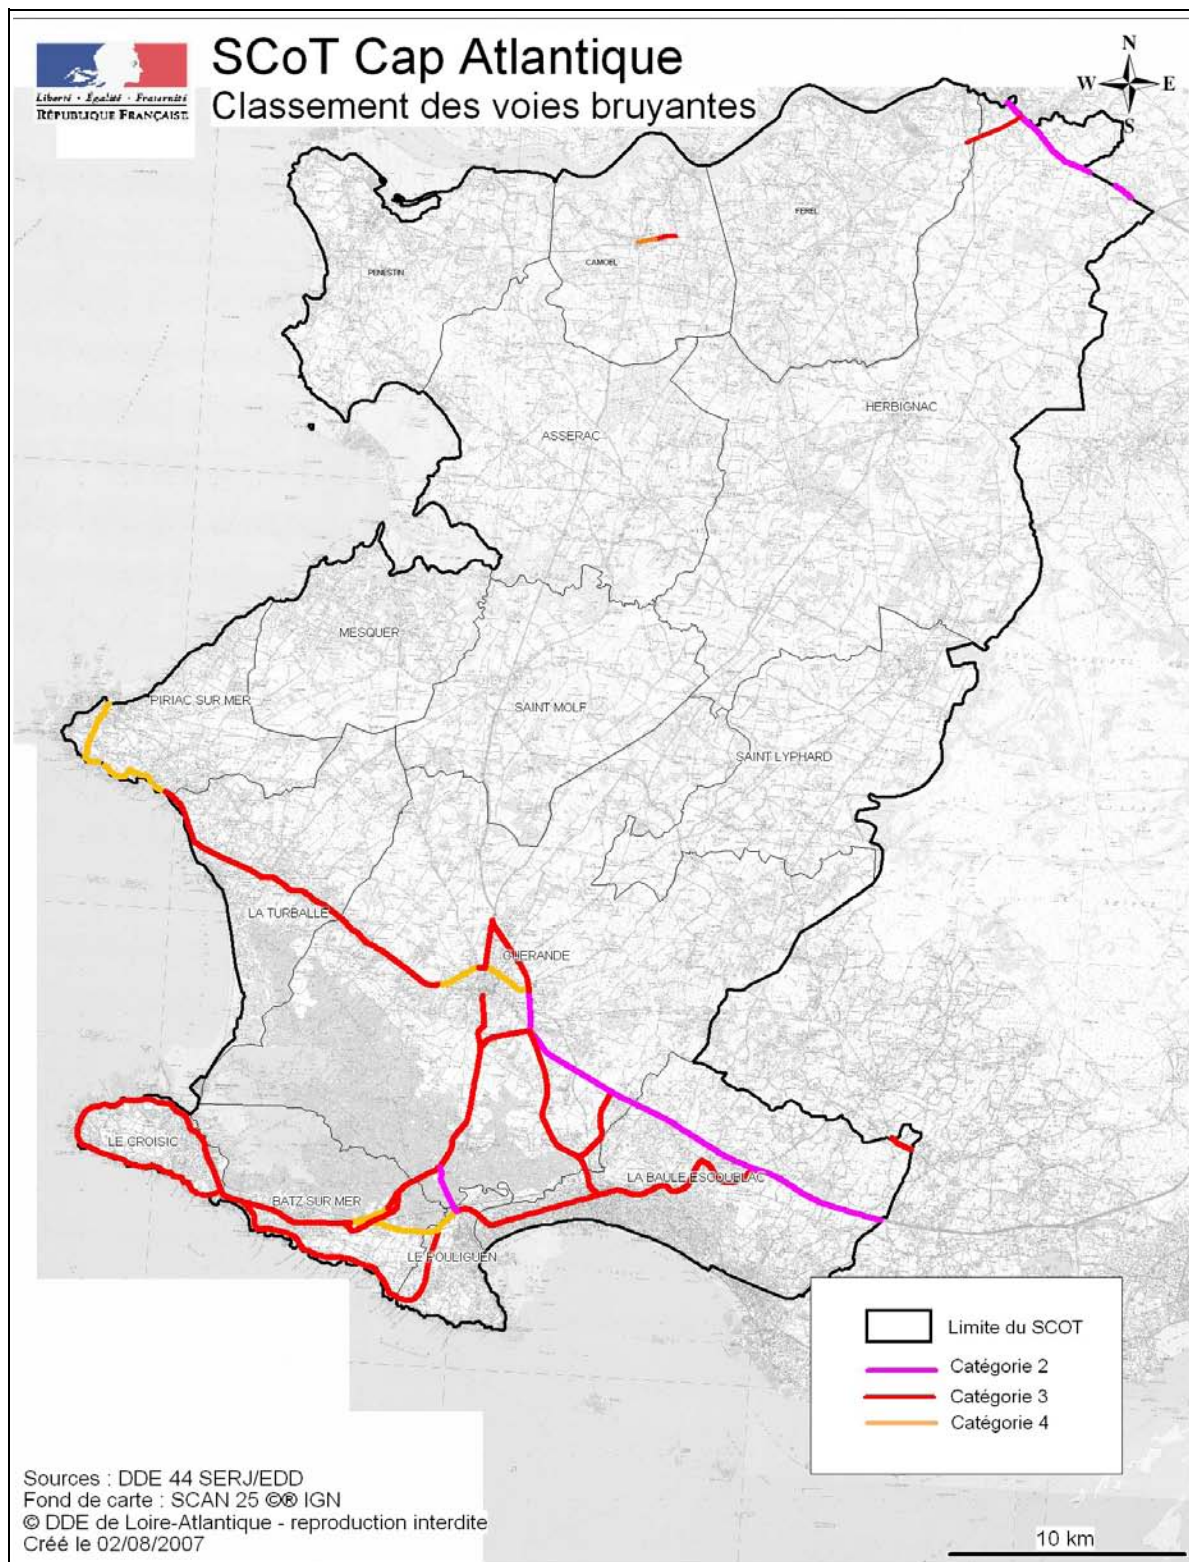 SCoT Cap Atlantique
Classement des voies bruyantes
Liberté • Égalité • Fraternité
RÉPUBLIQUE FRANÇAISE
N
W E
S
PENESTIN
CAMOEL
FEREL
HERBIGNAC
ASSERAC
MESQUER
PIRIAC SUR MER
SAINT MOLF
SAINT LYPHARD
LA TURBALLE
GUERANDE
LE CROISIC
BATZ SUR MER
LA BAULE ESCOUBLAC
LE POULIGUEN
Limite du SCOT
Catégorie 2
Catégorie 3
Catégorie 4
Sources : DDE 44 SERJ/EDD
Fond de carte : SCAN 25 ©® IGN
© DDE de Loire-Atlantique - reproduction interdite
Créé le 02/08/2007
10 km